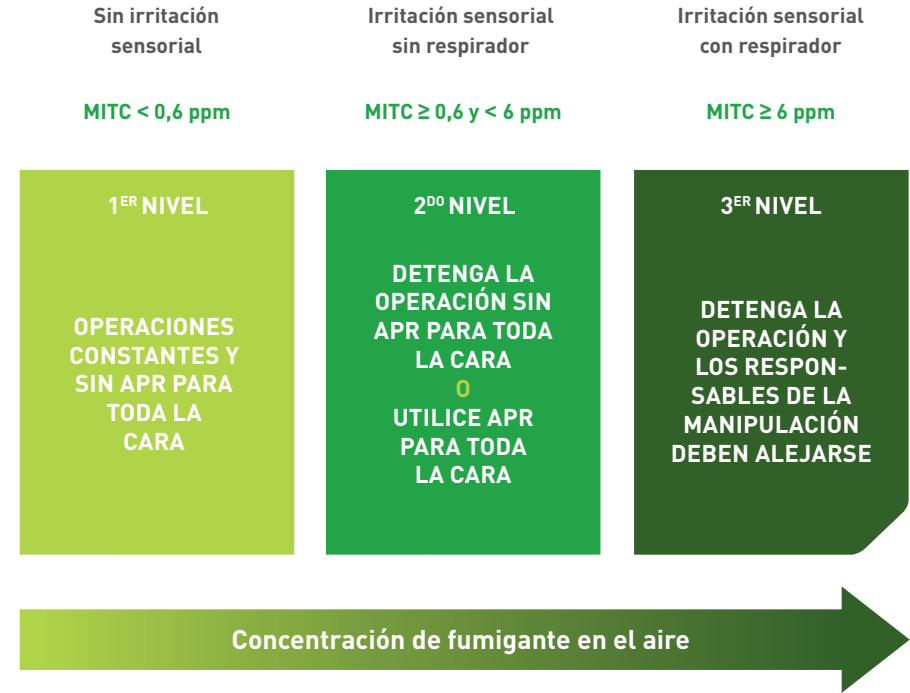 Sin irritación
sensorial
MITC < 0,6 ppm
1ER NIVEL
OPERACIONES
CONSTANTES Y
SIN APR PARA
TODA LA
CARA
Irritación sensorial
sin respirador
MITC ≥ 0,6 y < 6 ppm
2DO NIVEL
DETENGA LA
OPERACIÓN SIN
APR PARA TODA
LA CARA
O
UTILICE APR
PARA TODA
LA CARA
Irritación sensorial
con respirador
MITC ≥ 6 ppm
3ER NIVEL
DETENGA LA
OPERACIÓN Y
LOS RESPON-
SABLES DE LA
MANIPULACIÓN
DEBEN ALEJARSE
Concentración de fumigante en el aire